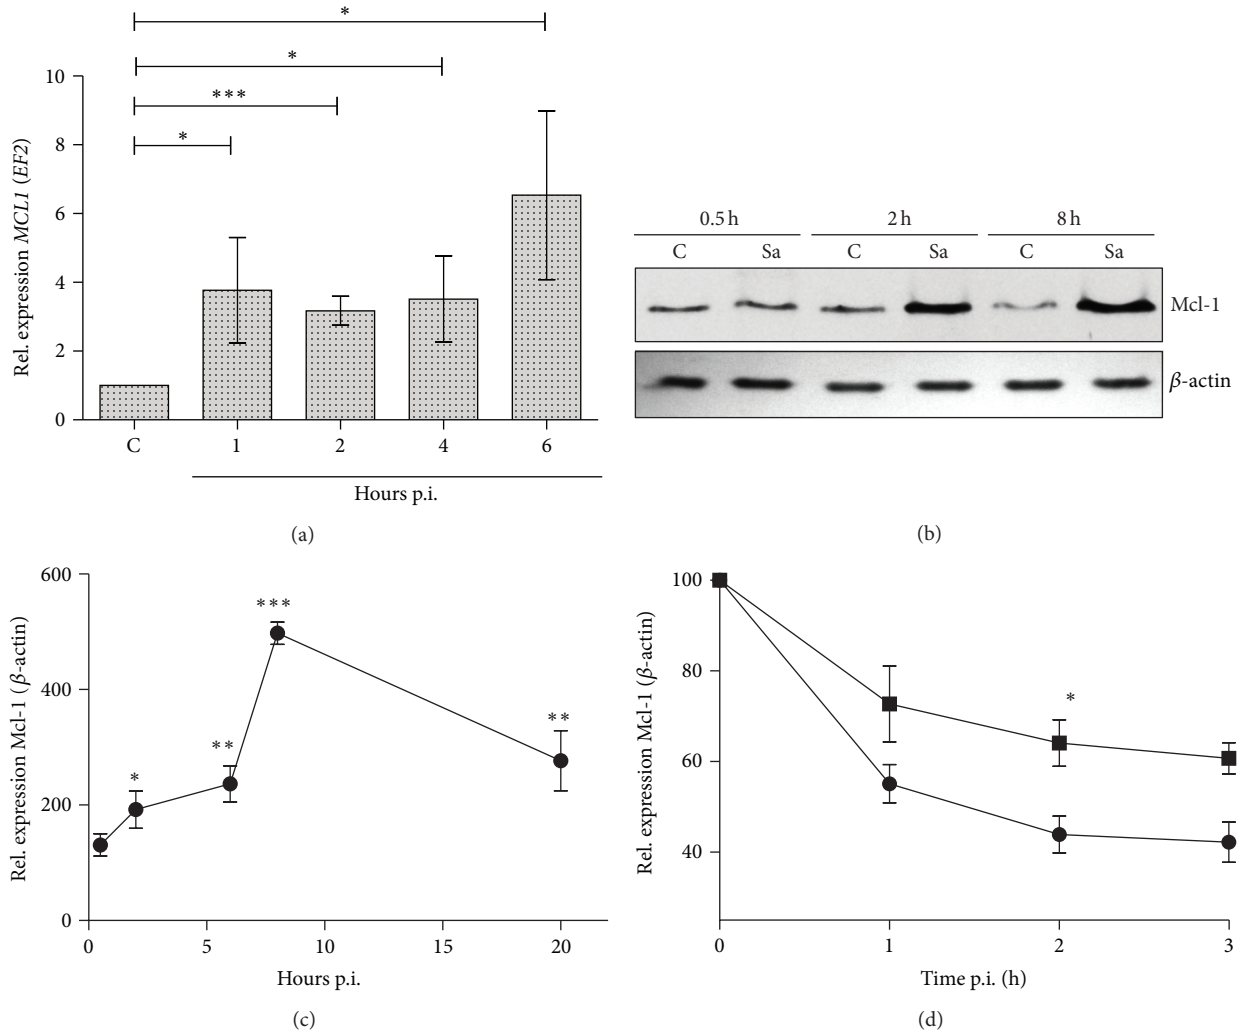 *
*
***
*
10
8
6
4
2
0
Rel. expression MCL1 (EF2)
C 1 2 4 6
Hours p.i.
(a)
0.5 h 2 h 8 h
C Sa C Sa C Sa
Mcl-1
β-actin
(b)
600
400
200
0
Rel. expression Mcl-1 (β-actin)
*
**
***
**
0 5 10 15 20
Hours p.i.
(c)
100
80
60
40
Rel. expression Mcl-1 (β-actin)
*
0 1 2 3
Time p.i. (h)
(d)